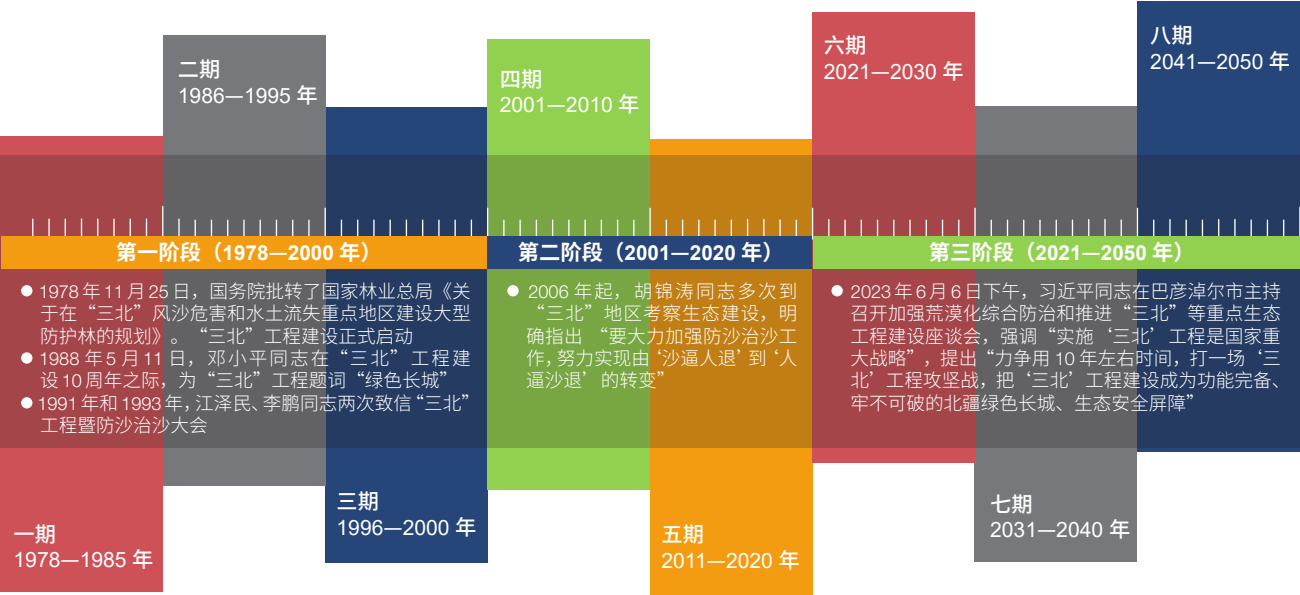 二期
1986—1995 年
四期
2001—2010 年
六期
2021—2030 年
八期
2041—2050 年
第一阶段（1978—2000 年）
第二阶段（2001—2020 年）
第三阶段（2021—2050 年）
● 1978 年 11 月 25 日，国务院批转了国家林业总局《关
于在“三北”风沙危害和水土流失重点地区建设大型
防护林的规划》。“三北”工程建设正式启动
● 1988 年 5 月 11 日，邓小平同志在“三北”工程建
设 10 周年之际，为“三北”工程题词“绿色长城”
● 1991 年和 1993 年，江泽民、李鹏同志两次致信“三北”
工程暨防沙治沙大会
● 2006 年起，胡锦涛同志多次到
“三北”地区考察生态建设，明
确指出“要大力加强防沙治沙工
作，努力实现由‘沙逼人退’到‘人
逼沙退’的转变”
● 2023 年 6 月 6 日下午，习近平同志在巴彦淖尔市主持
召开加强荒漠化综合防治和推进“三北”等重点生态
工程建设座谈会，强调“实施‘三北’工程是国家重
大战略”，提出“力争用 10 年左右时间，打一场‘三
北’工程攻坚战，把‘三北’工程建设成为功能完备、
牢不可破的北疆绿色长城、生态安全屏障”
一期
1978—1985 年
三期
1996—2000 年
五期
2011—2020 年
七期
2031—2040 年